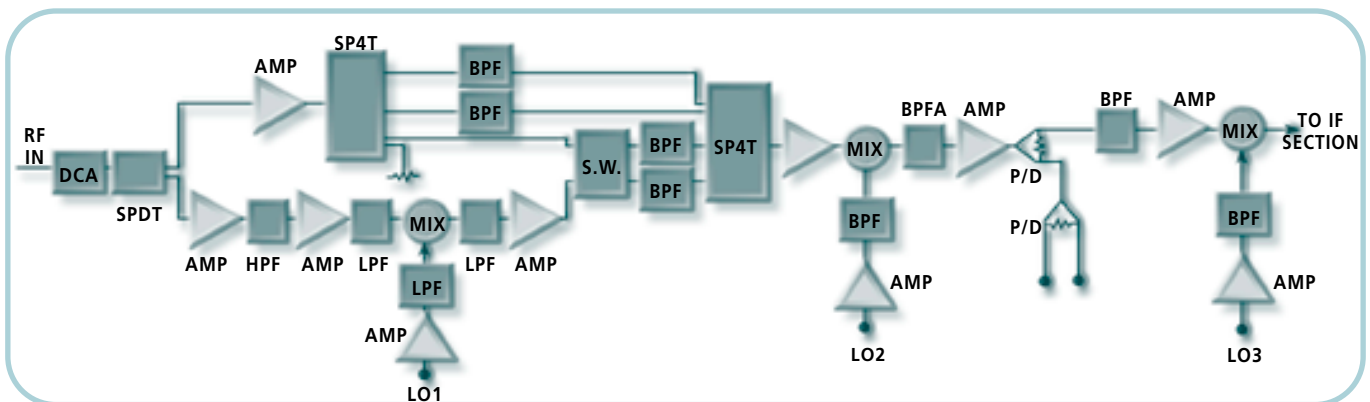 SP4T
AMP
BPF
BPF
RF
IN
DCA
SPDT
S.W.
BPF
BPF
SP4T
MIX
BPFA
AMP
P/D
P/D
BPF
AMP
MIX
TO IF
SECTION
AMP
HPF
AMP
LPF
MIX
LPF
AMP
LPF
AMP
LO1
BPF
AMP
LO2
BPF
AMP
LO3